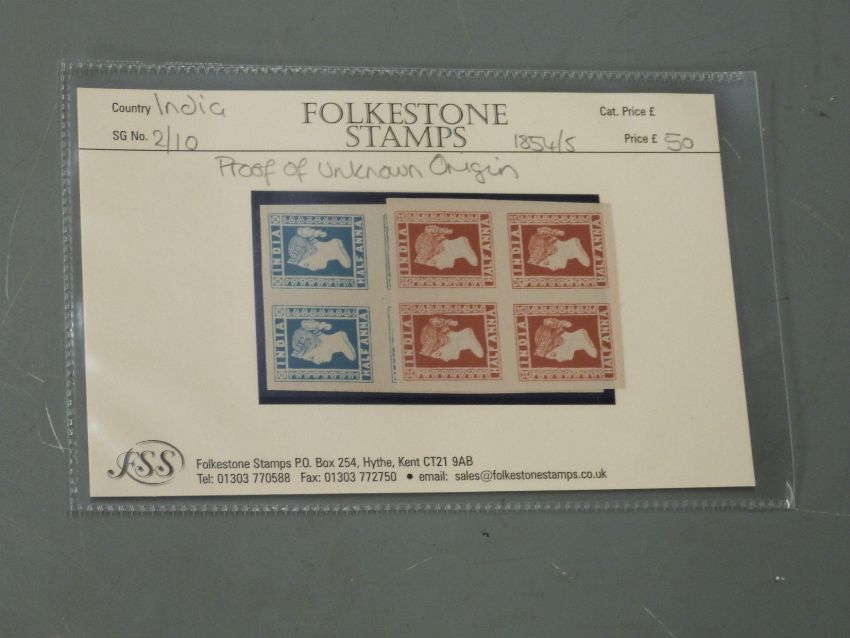 Country India FOLKESTONE Cat. Price £
SG No. 2/10 STAMPS 1854/5 Price £ 50
Proof of unknown Origin
INDIA HALF ANNA
INDIA HALF ANNA
INDIA HALF ANNA
INDIA HALF ANNA
INDIA HALF ANNA
INDIA HALF ANNA
FSS
Folkestone Stamps P.O. Box 254, Hythe, Kent CT21 9AB
Tel: 01303 770588 Fax: 01303 772750 • email: sales@folkestonestamps.co.uk